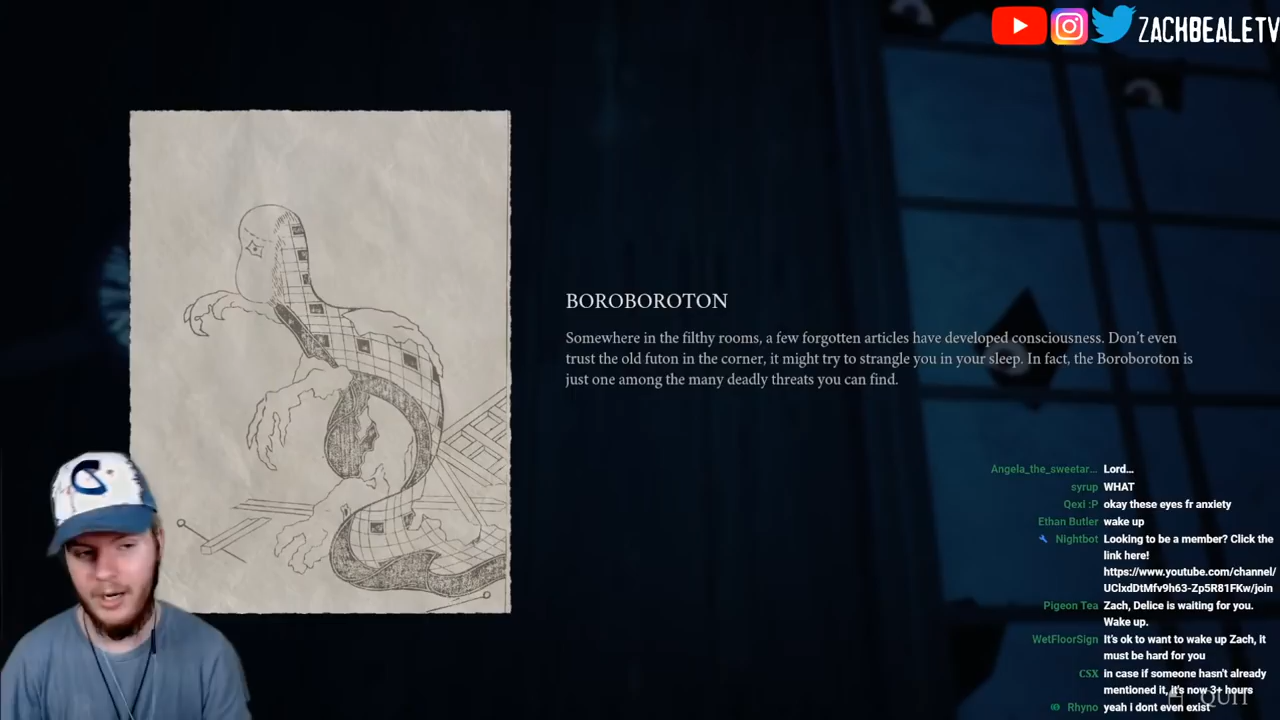 ZACHBEALETV
BOROBOROTON
Somewhere in the filthy rooms, a few forgotten articles have developed consciousness. Don't even
trust the old futon in the corner, it might try to strangle you in your sleep. In fact, the Boroboroton is
just one among the many deadly threats you can find.
Angela_the_sweetar... Lord...
syrup WHAT
Qexi :P okay these eyes fr anxiety
Ethan Butler wake up
Nightbot Looking to be a member? Click the
link here!
https://www.youtube.com/channel/
UClxdDtMfv9h63-Zp5R81FKw/join
Pigeon Tea Zach, Delice is waiting for you.
Wake up.
WetFloorSign It's ok to want to wake up Zach, it
must be hard for you
CSX in case if someone hasn't already
mentioned it, it's now 3+ hours
Rhyno yeah i dont even exist
QUIT